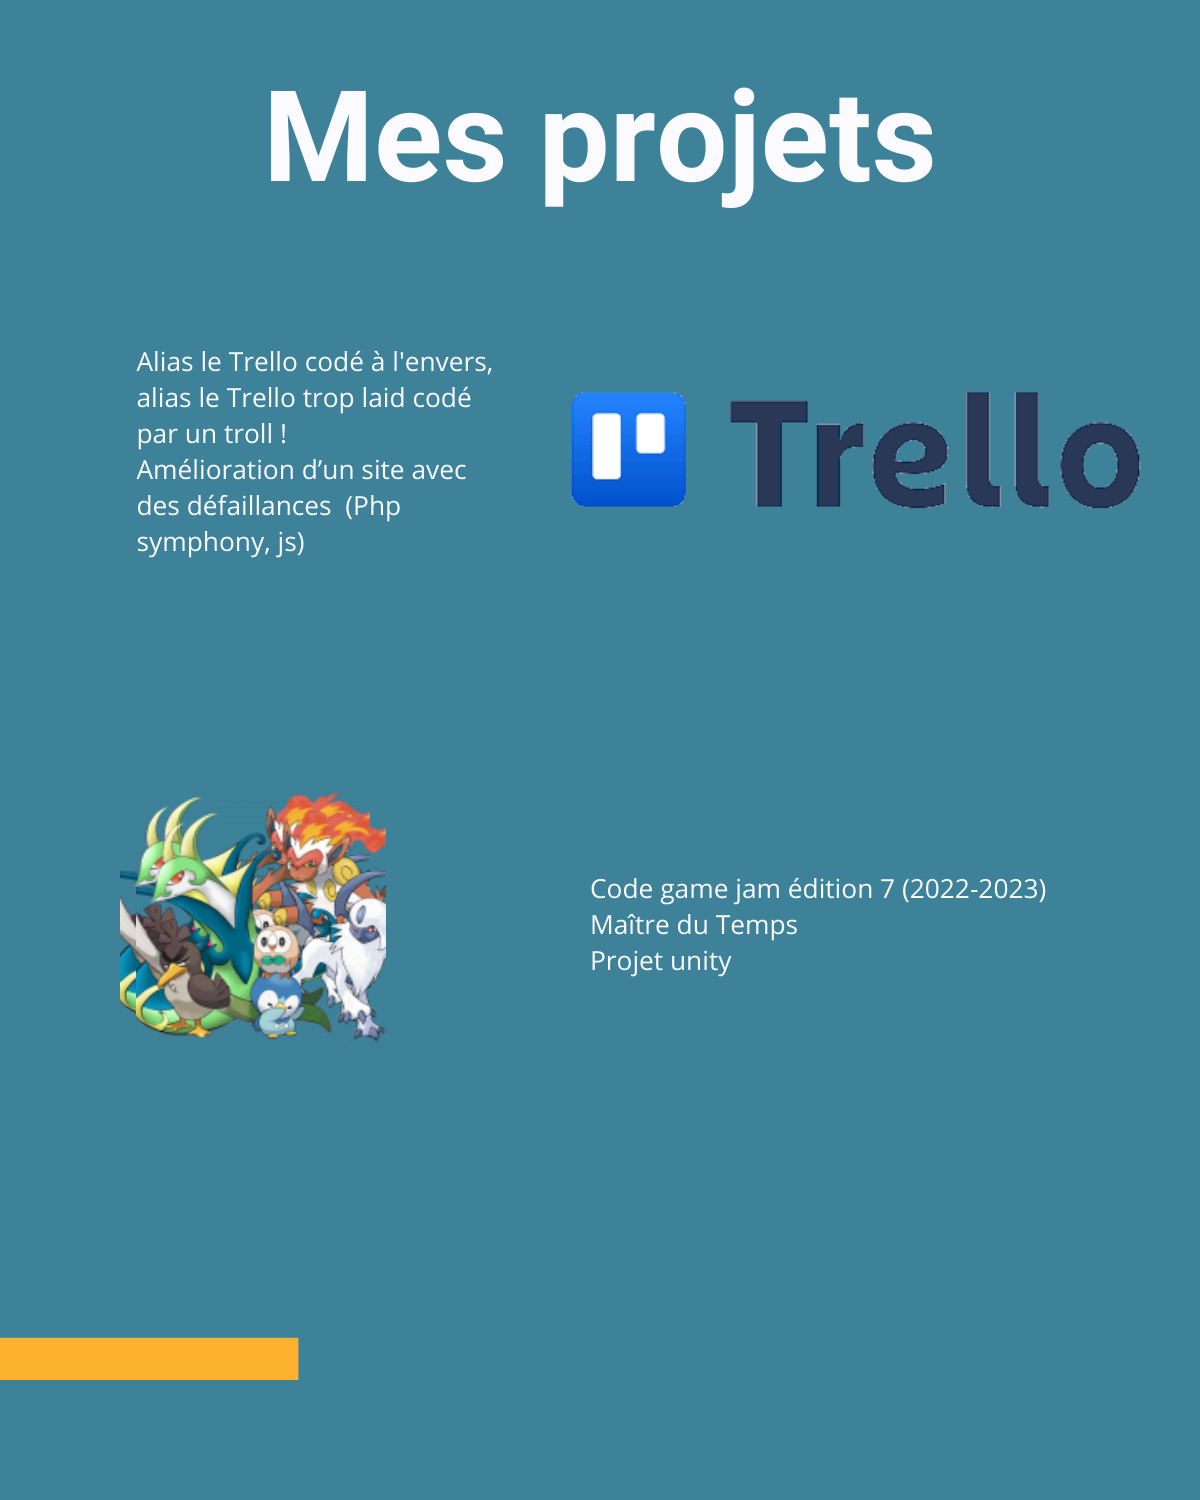 Mes projets
Alias le Trello codé à l'envers,
alias le Trello trop laid codé
par un troll !
Amélioration d’un site avec
des défaillances  (Php
symphony, js)
Trello
Code game jam édition 7 (2022-2023)
Maître du Temps
Projet unity